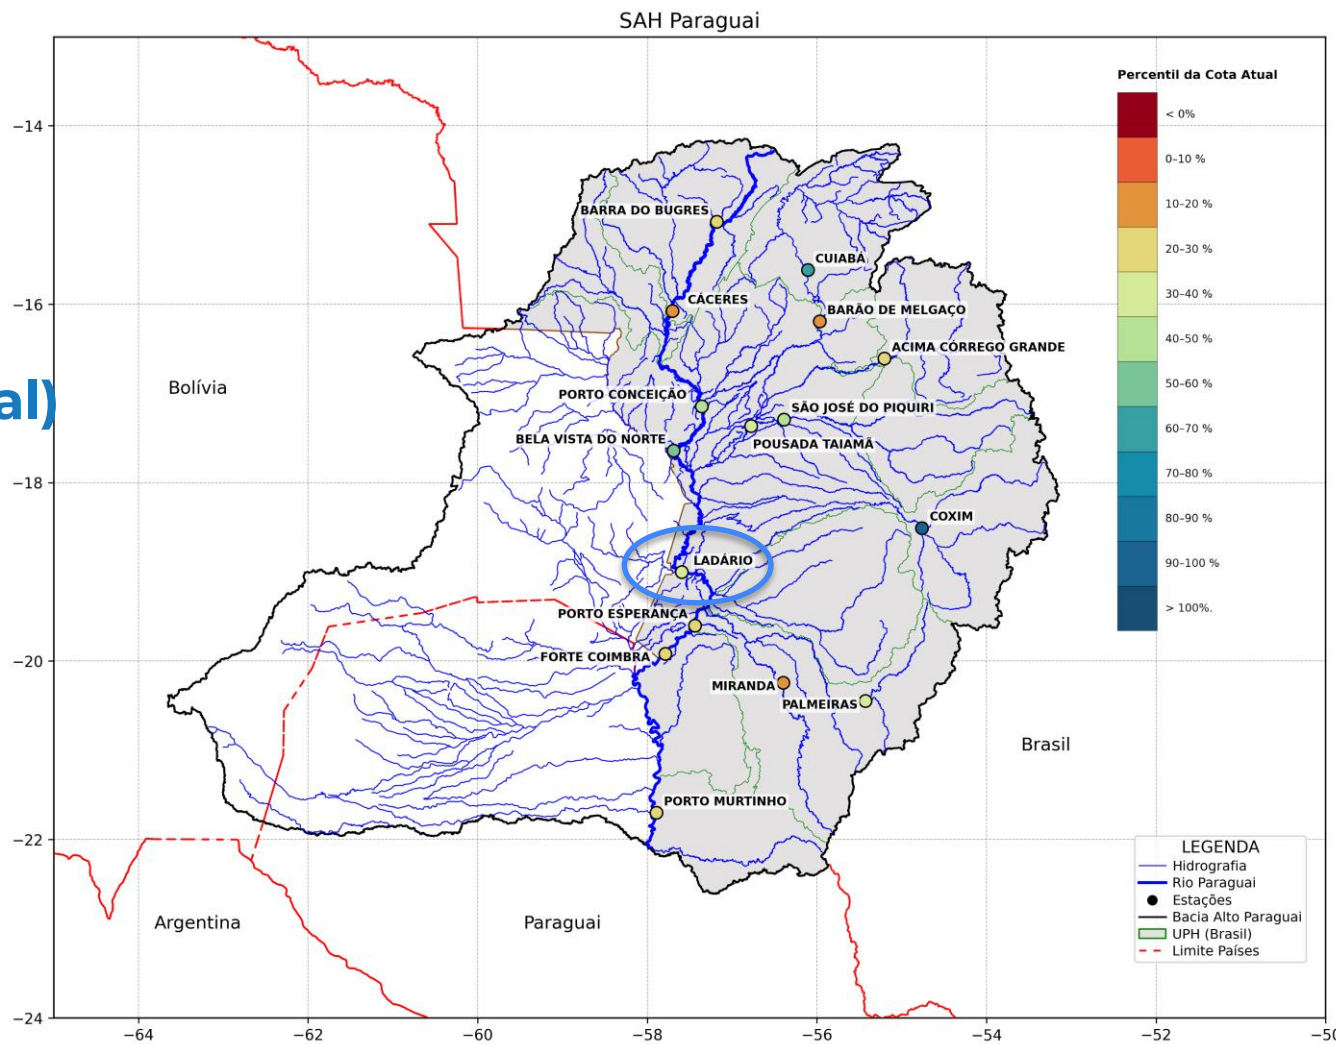 SAH Paraguai
Percentil da Cota Atual
< 0%
0–10 %
10–20 %
20–30 %
30–40 %
40–50 %
50–60 %
60–70 %
70–80 %
80–90 %
90–100 %
> 100%.
BARRA DO BUGRES
CUIABÁ
CÁCERES
BARÃO DE MELGAÇO
ACIMA CÓRREGO GRANDE
Bolívia
al)
PORTO CONCEIÇÃO
SÃO JOSÉ DO PIQUIRI
BELA VISTA DO NORTE
POUSADA TAIAMÃ
COXIM
LADÁRIO
PORTO ESPERANÇA
FORTE COIMBRA
MIRANDA
PALMEIRAS
Brasil
PORTO MURTINHO
Argentina
Paraguai
LEGENDA
Hidrografia
Rio Paraguai
Estações
Bacia Alto Paraguai
UPH (Brasil)
Limite Países
−14
−16
−18
−20
−22
−24
−64
−62
−60
−58
−56
−54
−52
−50